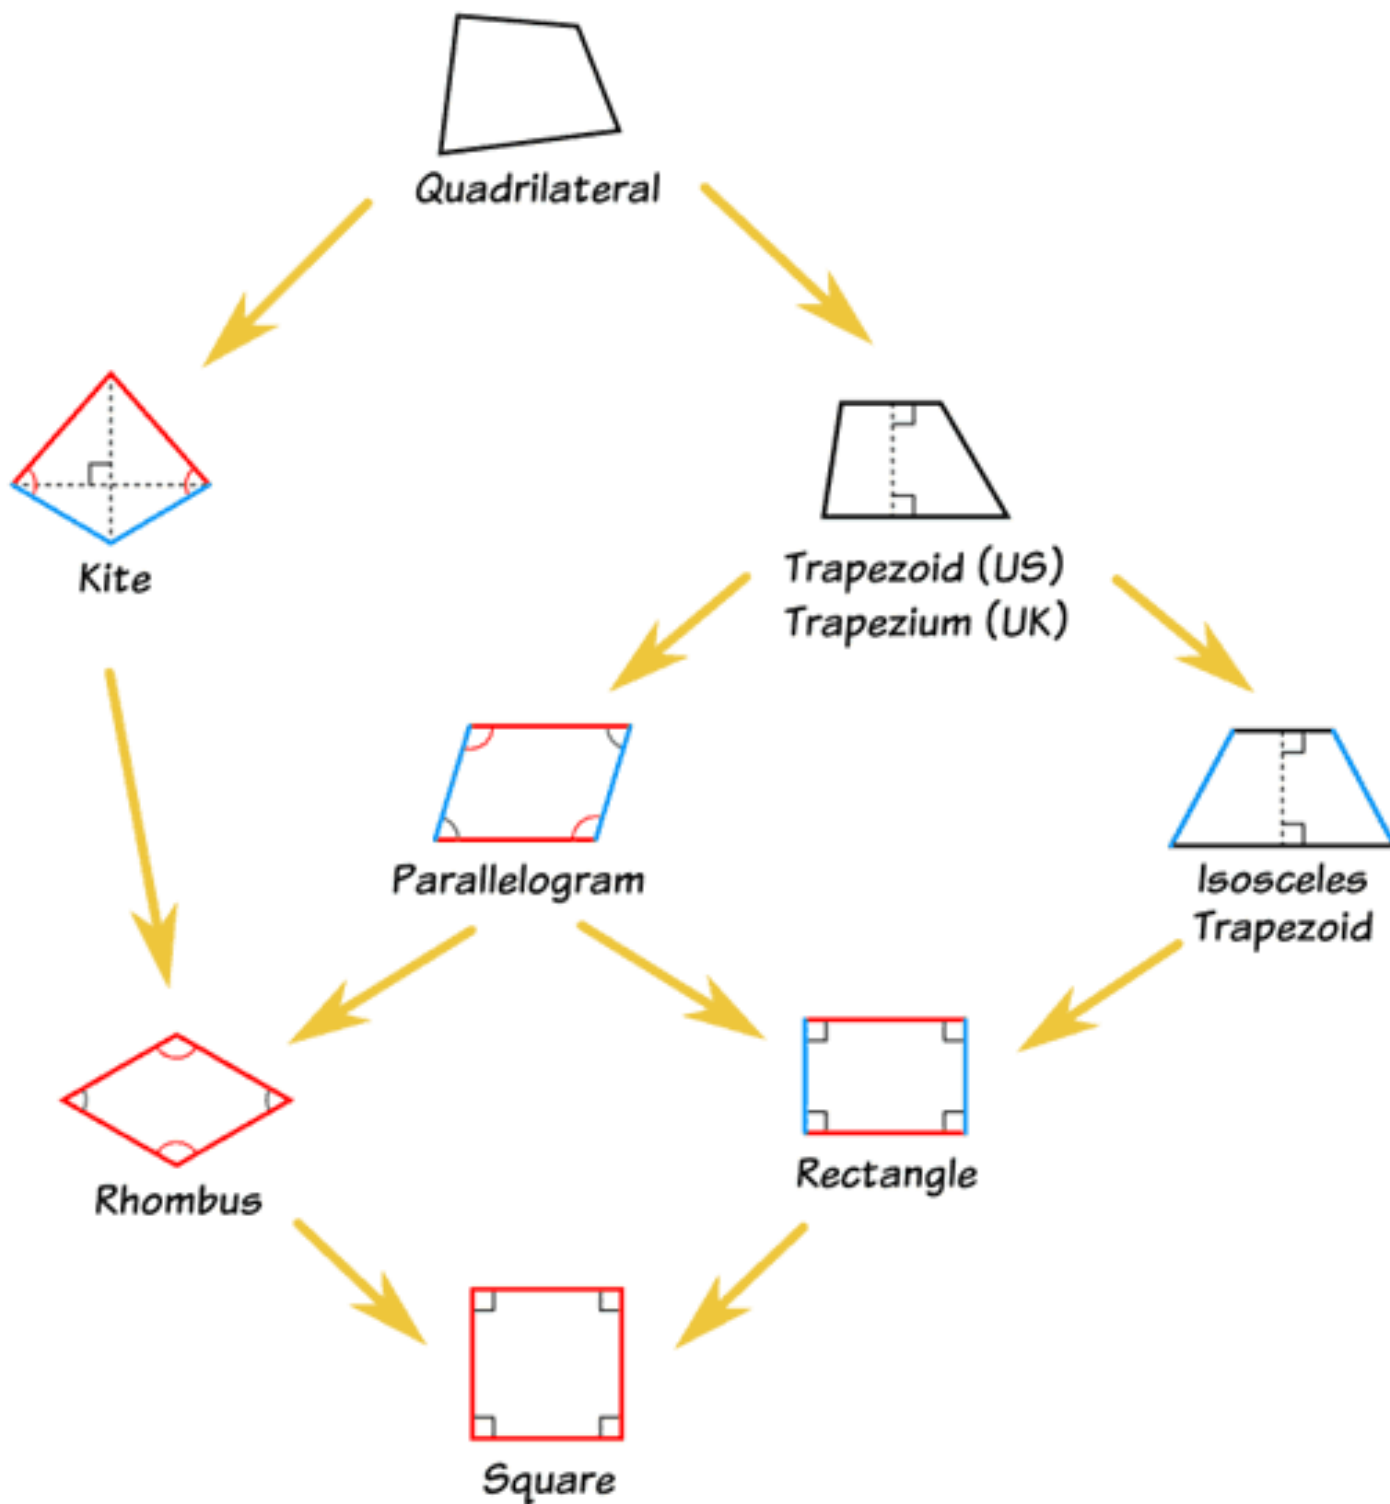 Quadrilateral
Kite
Trapezoid (US)
Trapezium (UK)
Parallelogram
Isosceles
Trapezoid
Rhombus
Rectangle
Square